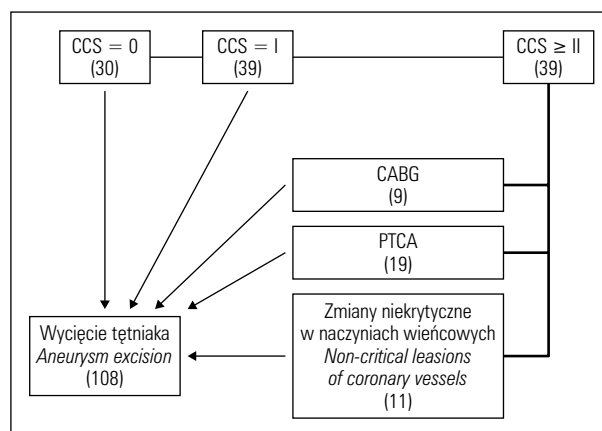 CCS = 0
(30)
CCS = I
(39)
CCS ≥ II
(39)
CABG
(9)
PTCA
(19)
Wycięcie tętniaka
Aneurysm excision
(108)
Zmiany niekrytyczne
w naczyniach wieńcowych
Non-critical leasions
of coronary vessels
(11)